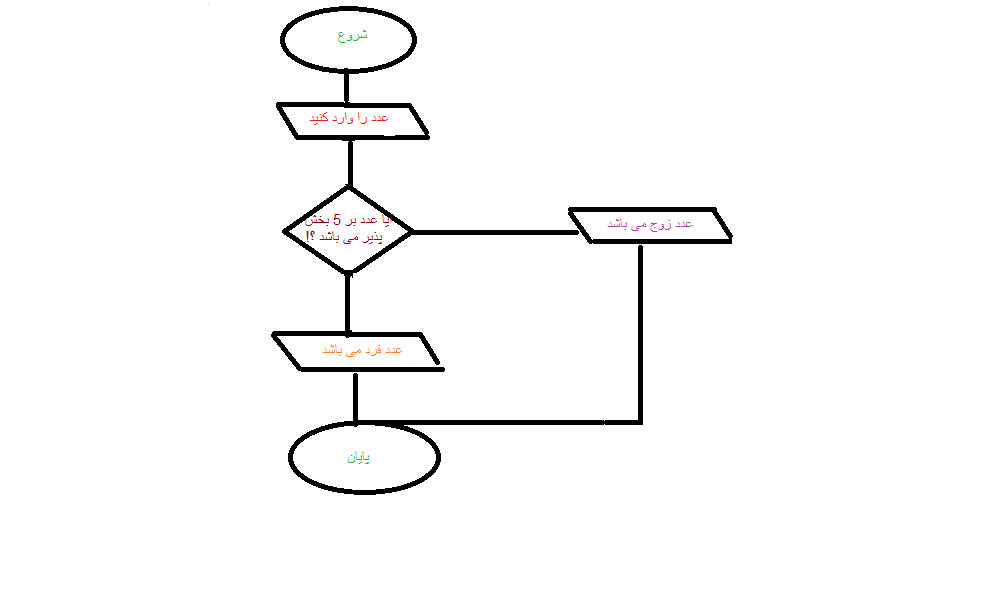 شروع
عدد را وارد کنید
یا عدد بر 5 بخش
پذیر می باشد ؟!
عدد زوج می باشد
عدد فرد می باشد
پایان